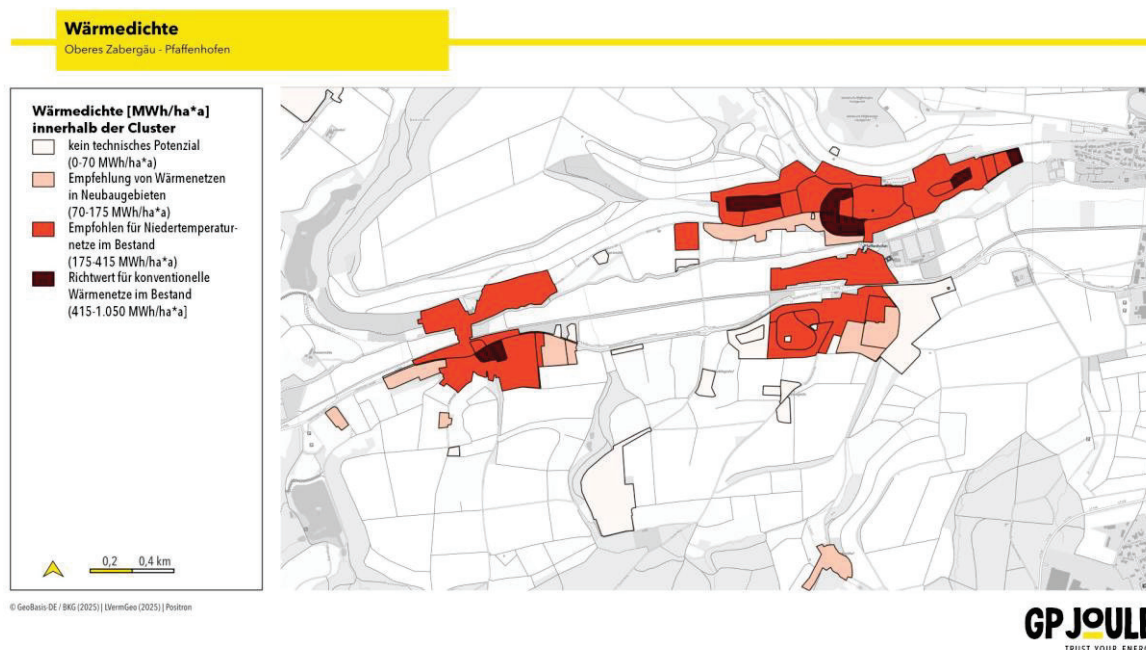 Wärmedichte
Oberes Zabergäu - Pfaffenhofen
Wärmedichte [MWh/ha*a]
innerhalb der Cluster
kein technisches Potenzial
(0-70 MWh/ha*a)
Empfehlung von Wärmenetzen
in Neubaugebieten
(70-175 MWh/ha*a)
Empfohlen für Niedertemperatur-
netze im Bestand
(175-415 MWh/ha*a)
Richtwert für konventionelle
Wärmenetze im Bestand
(415-1.050 MWh/ha*a]
0,2 0,4 km
© GeoBasis-DE / BKG (2025) | LVermGeo (2025) | Positron
GP JOULE
TRUST YOUR ENERG